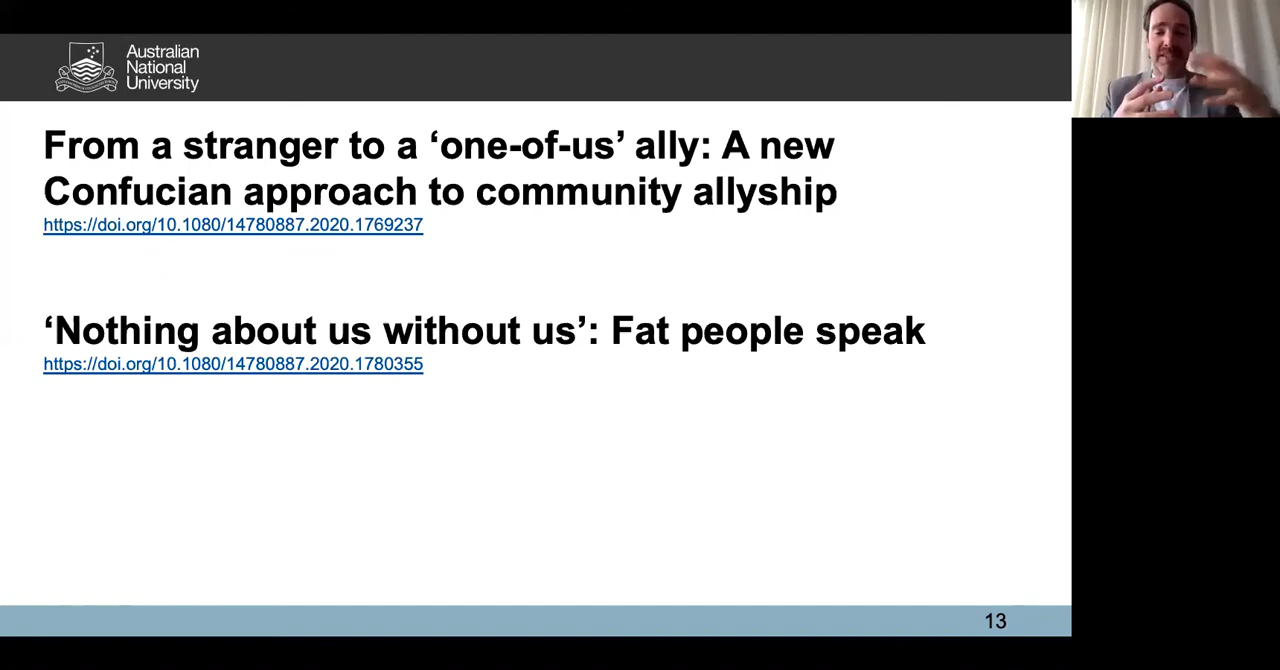 Australian
National
University
From a stranger to a ‘one-of-us’ ally: A new
Confucian approach to community allyship
https://doi.org/10.1080/14780887.2020.1769237
‘Nothing about us without us’: Fat people speak
https://doi.org/10.1080/14780887.2020.1780355
13